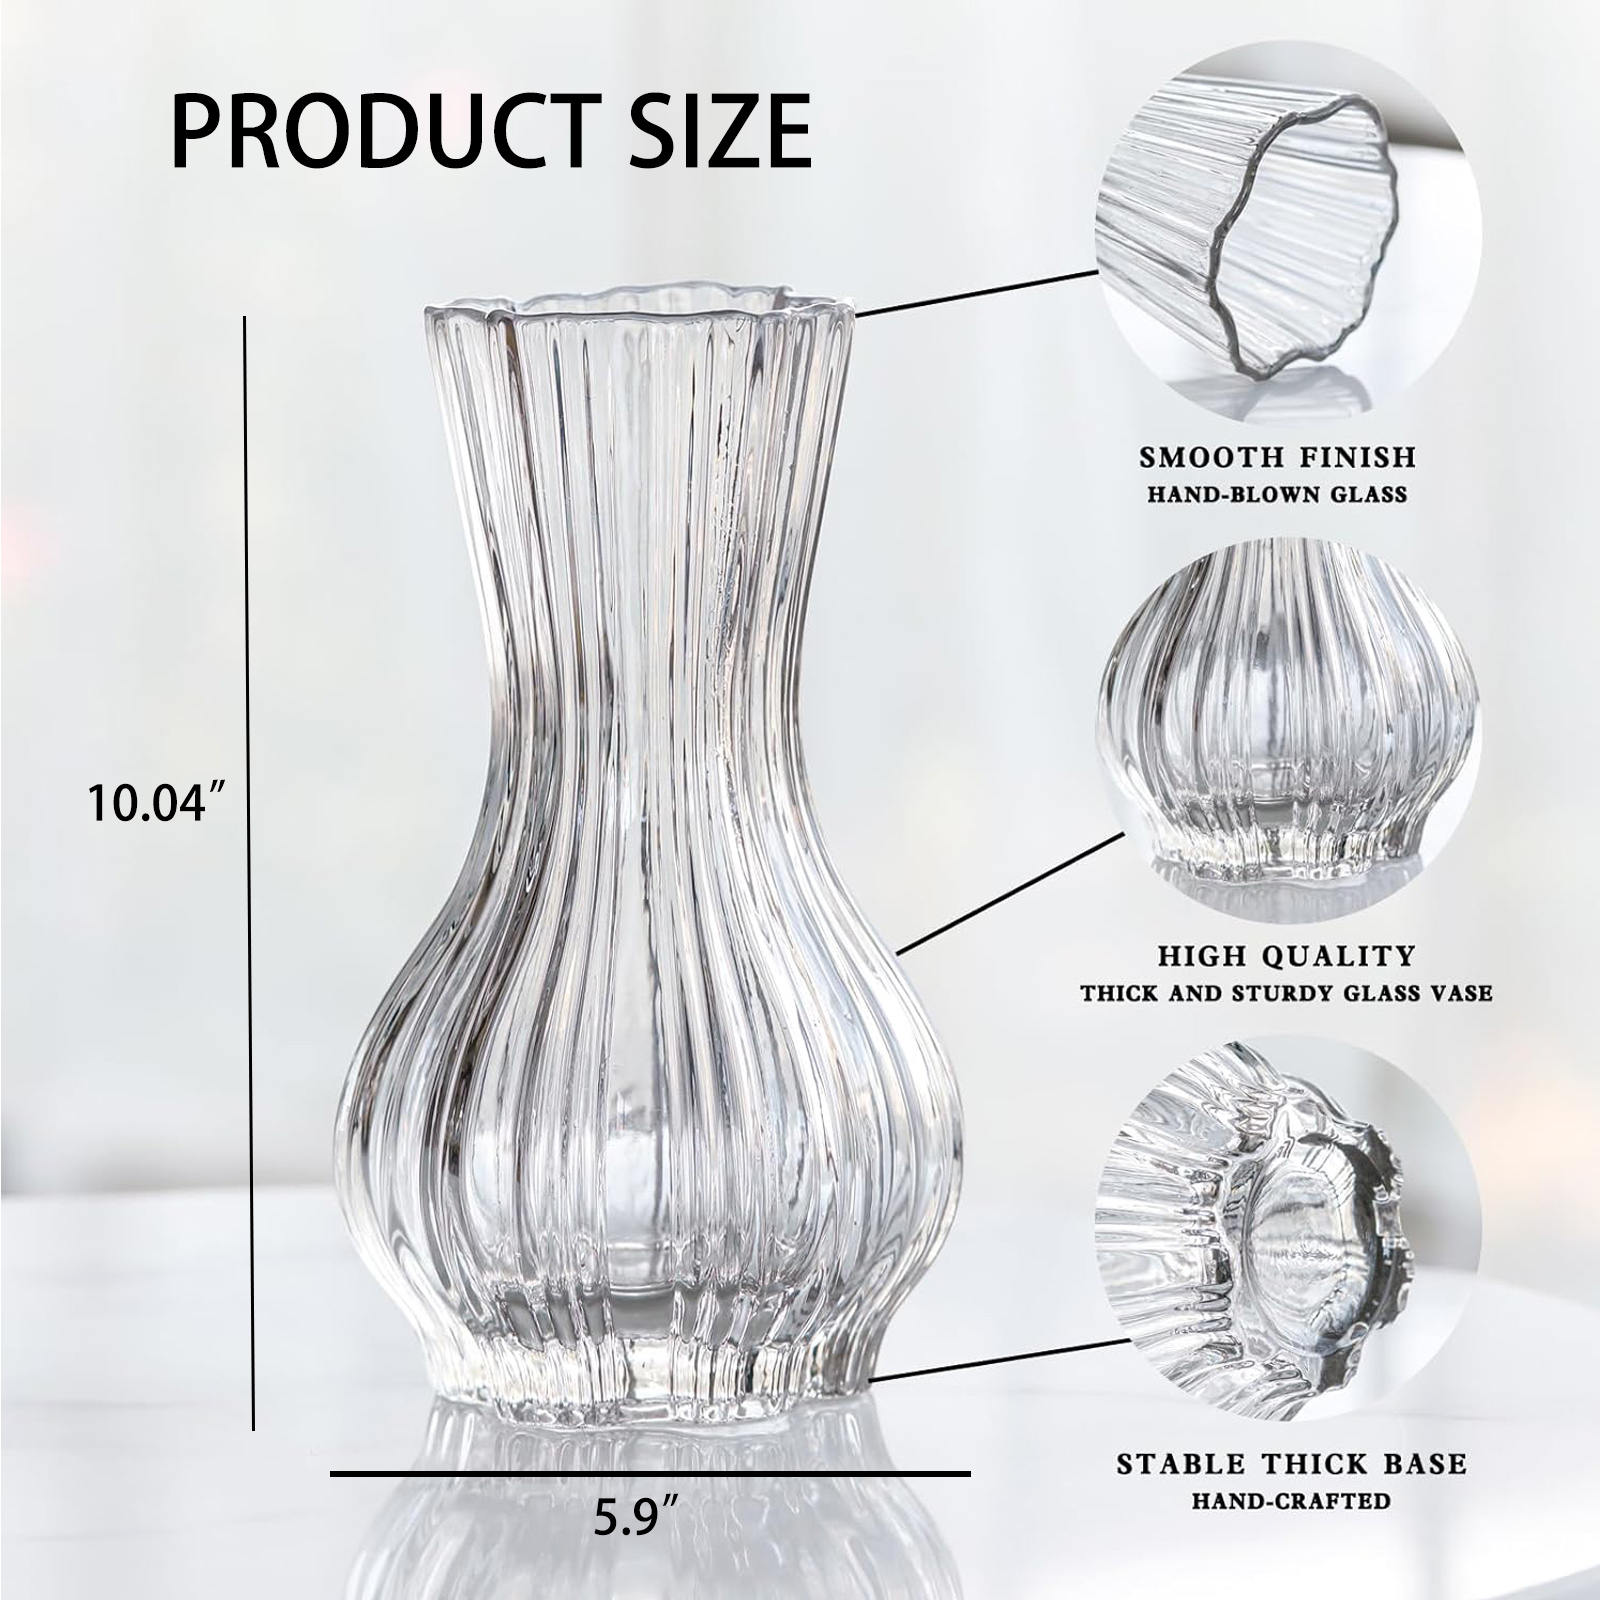 PRODUCT SIZE
SMOOTH FINISH
HAND-BLOWN GLASS
10.04"
HIGH QUALITY
THICK AND STURDY GLASS VASE
STABLE THICK BASE
HAND-CRAFTED
5.9"